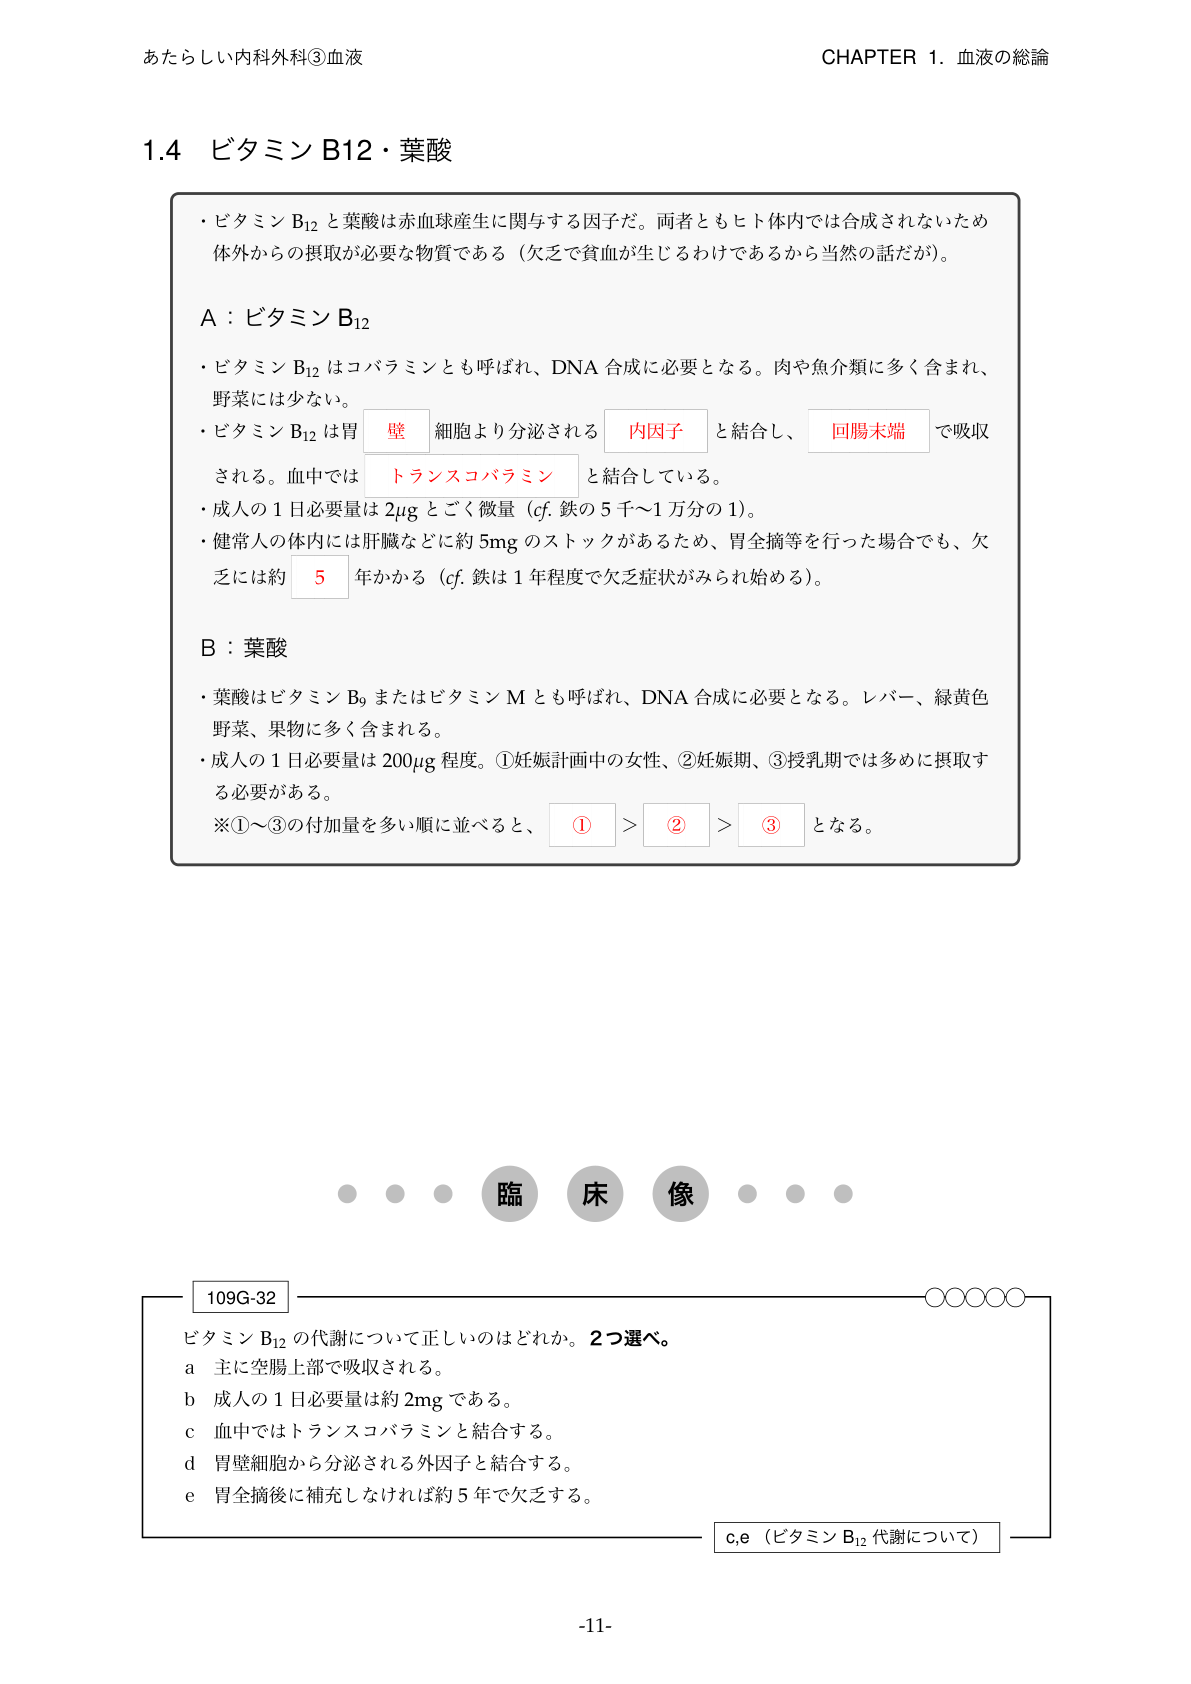 あたらしい内科外科③血液
CHAPTER 1. 血液の総論
1.4 ビタミン B12・葉酸
・ビタミン B12 と葉酸は赤血球産生に関与する因子だ。両者ともヒト体内では合成されないため
体外からの摂取が必要な物質である（欠乏で貧血が生じるわけであるから当然の話だが）。
A：ビタミン B12
・ビタミン B12 はコバラミンとも呼ばれ、DNA 合成に必要となる。肉や魚介類に多く含まれ、
野菜には少ない。
・ビタミン B12 は胃 壁 細胞より分泌される 内因子 と結合し、 回腸末端 で吸収
される。血中では トランスコバラミン と結合している。
・成人の 1 日必要量は 2μg とごく微量（cf. 鉄の 5 千〜1 万分の 1）。
・健常人の体内には肝臓などに約 5mg のストックがあるため、胃全摘等を行った場合でも、欠
乏には約 5 年かかる（cf. 鉄は 1 年程度で欠乏症状がみられ始める）。
B：葉酸
・葉酸はビタミン B9 またはビタミン M とも呼ばれ、DNA 合成に必要となる。レバー、緑黄色
野菜、果物に多く含まれる。
・成人の 1 日必要量は 200μg 程度。①妊娠計画中の女性、②妊娠期、③授乳期では多めに摂取す
る必要がある。
※①〜③の付加量を多い順に並べると、 ① ＞ ② ＞ ③ となる。
臨 床 像
109G-32
ビタミン B12 の代謝について正しいのはどれか。2つ選べ。
a 主に空腸上部で吸収される。
b 成人の 1 日必要量は約 2mg である。
c 血中ではトランスコバラミンと結合する。
d 胃壁細胞から分泌される外因子と結合する。
e 胃全摘後に補充しなければ約 5 年で欠乏する。
c,e （ビタミン B12 代謝について）
-11-